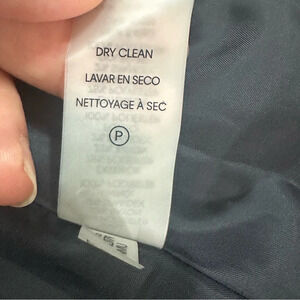 DRY CLEAN
LAVAR EN SECO
NETTOYAGE À SEC
P